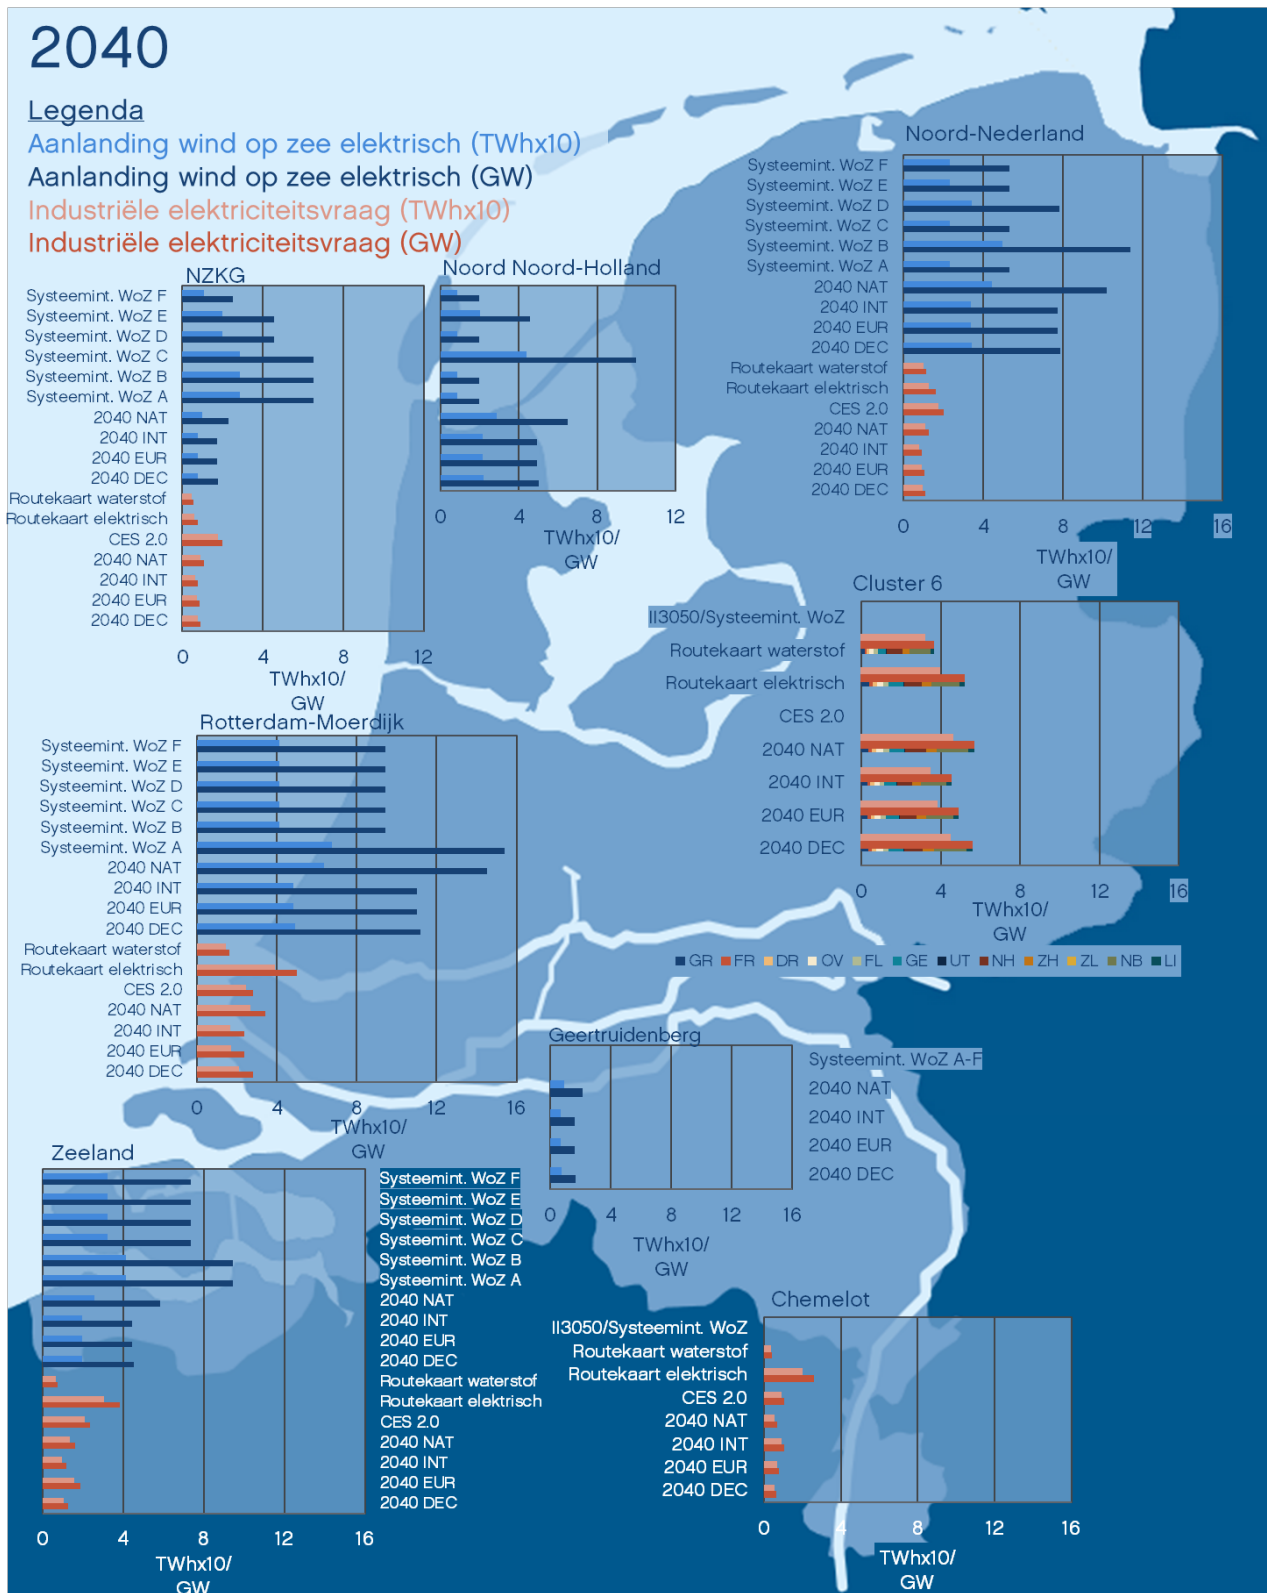 2040
Legenda
Aanlanding wind op zee elektrisch (TWhx10)
Aanlanding wind op zee elektrisch (GW)
Industriële elektriciteitsvraag (TWhx10)
Industriële elektriciteitsvraag (GW)
NZKG
Systeemint. WoZ F
Systeemint. WoZ E
Systeemint. WoZ D
Systeemint. WoZ C
Systeemint. WoZ B
Systeemint. WoZ A
2040 NAT
2040 INT
2040 EUR
2040 DEC
Routekaart waterstof
Routekaart elektrisch
CES 2.0
2040 NAT
2040 INT
2040 EUR
2040 DEC
0 4 8 12
TWhx10/
GW
Noord Noord-Holland
0 4 8 12
TWhx10/
GW
Noord-Nederland
Systeemint. WoZ F
Systeemint. WoZ E
Systeemint. WoZ D
Systeemint. WoZ C
Systeemint. WoZ B
Systeemint. WoZ A
2040 NAT
2040 INT
2040 EUR
2040 DEC
Routekaart waterstof
Routekaart elektrisch
CES 2.0
2040 NAT
2040 INT
2040 EUR
2040 DEC
0 4 8 12 16
TWhx10/
GW
Cluster 6
II3050/Systeemint. WoZ
Routekaart waterstof
Routekaart elektrisch
CES 2.0
2040 NAT
2040 INT
2040 EUR
2040 DEC
0 4 8 12 16
TWhx10/
GW
GR FR DR OV FL GE UT NH ZH ZL NB LI
Rotterdam-Moerdijk
Systeemint. WoZ F
Systeemint. WoZ E
Systeemint. WoZ D
Systeemint. WoZ C
Systeemint. WoZ B
Systeemint. WoZ A
2040 NAT
2040 INT
2040 EUR
2040 DEC
Routekaart waterstof
Routekaart elektrisch
CES 2.0
2040 NAT
2040 INT
2040 EUR
2040 DEC
0 4 8 12 16
TWhx10/
GW
Geertruidenberg
Systeemint. WoZ A-F
2040 NAT
2040 INT
2040 EUR
2040 DEC
0 4 8 12 16
TWhx10/
GW
Zeeland
Systeemint. WoZ F
Systeemint. WoZ E
Systeemint. WoZ D
Systeemint. WoZ C
Systeemint. WoZ B
Systeemint. WoZ A
2040 NAT
2040 INT
2040 EUR
2040 DEC
Routekaart waterstof
Routekaart elektrisch
CES 2.0
2040 NAT
2040 INT
2040 EUR
2040 DEC
0 4 8 12 16
TWhx10/
GW
Chemelot
II3050/Systeemint. WoZ
Routekaart waterstof
Routekaart elektrisch
CES 2.0
2040 NAT
2040 INT
2040 EUR
2040 DEC
0 4 8 12 16
TWhx10/
GW